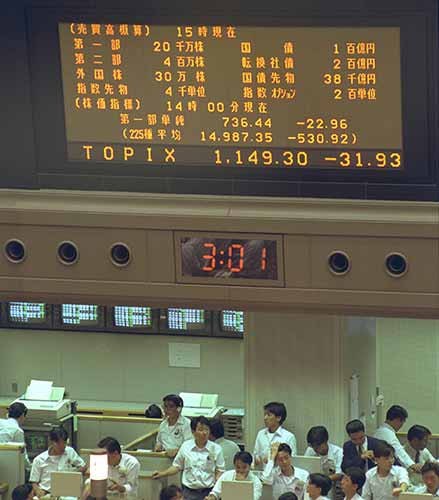 (売買高概算) 15時現在
第一部 20千万株 国債 1百億円
第二部 4百万株 転換社債 2百億円
外国株 30万株 国債先物 38千億円
指数先物 4千単位 指数オプション 2百単位
(株価指標) 14時00分現在
第一部単純 736.44 -22.96
(225種平均 14,987.35 -530.92)
TOPIX 1,149.30 -31.93
3:01